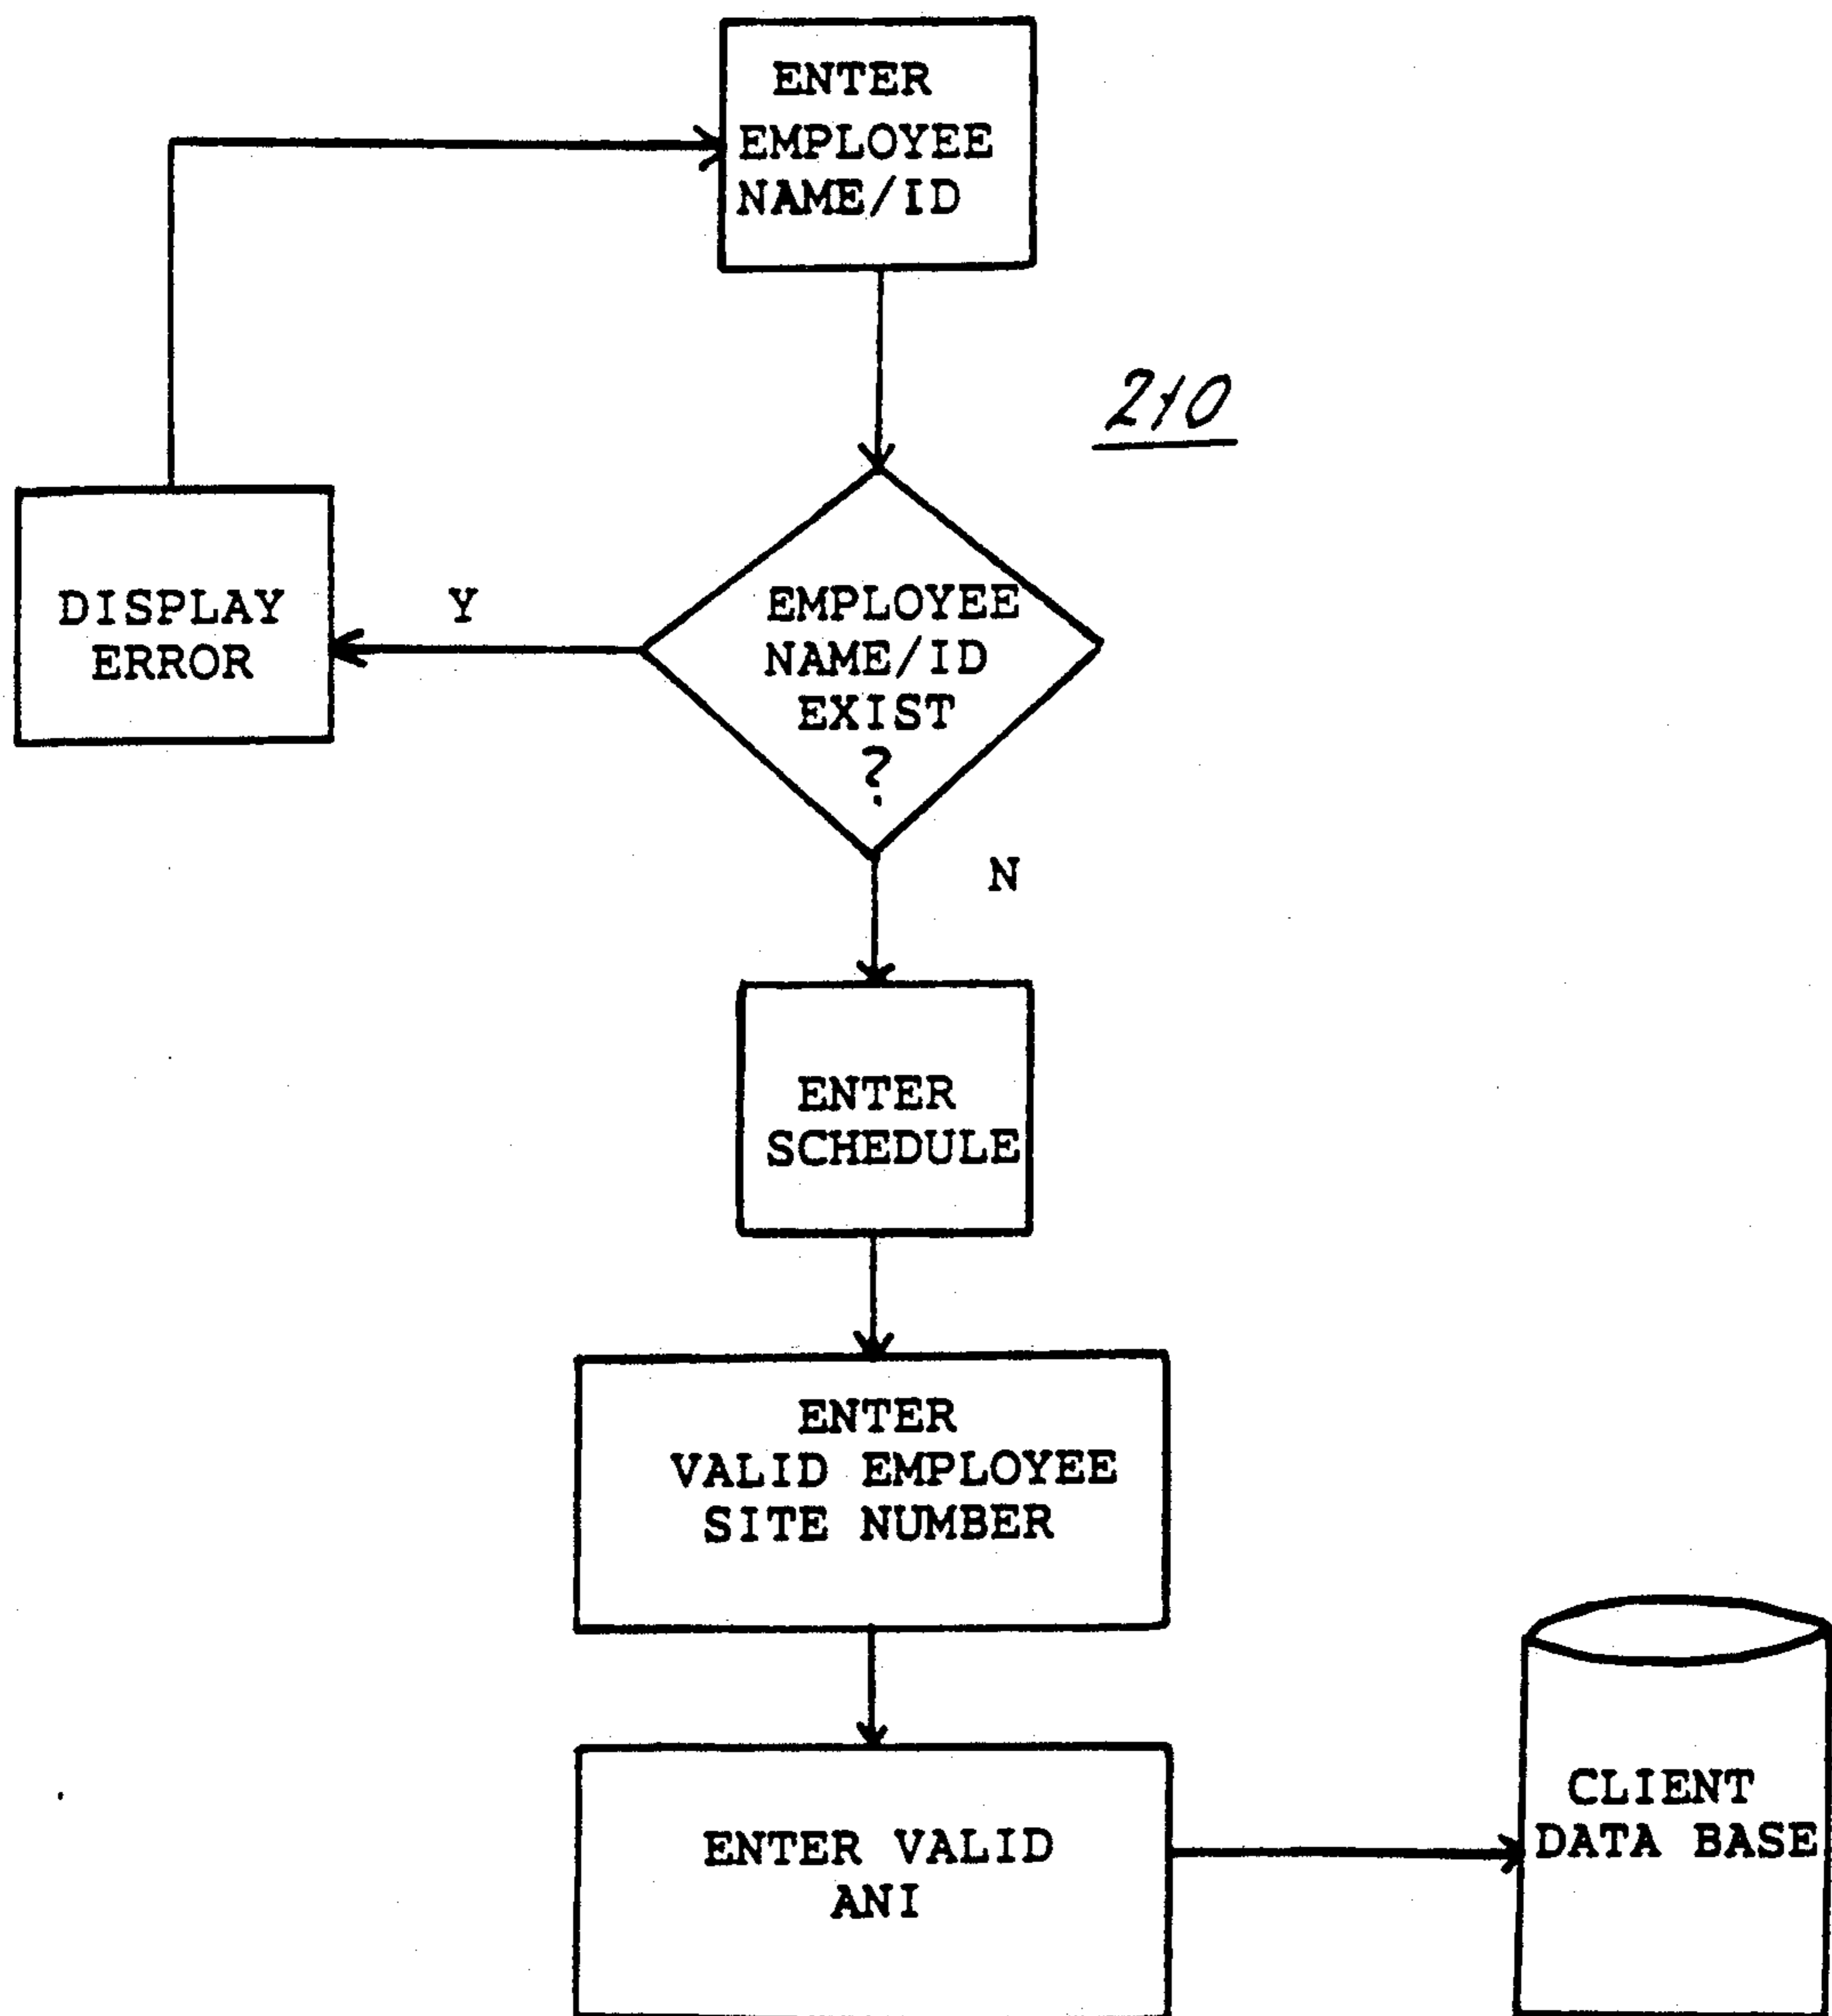 ENTER
EMPLOYEE
NAME/ID
210
DISPLAY
ERROR
Y
EMPLOYEE
NAME/ID
EXIST
?
N
ENTER
SCHEDULE
ENTER
VALID EMPLOYEE
SITE NUMBER
ENTER VALID
ANI
CLIENT
DATA BASE